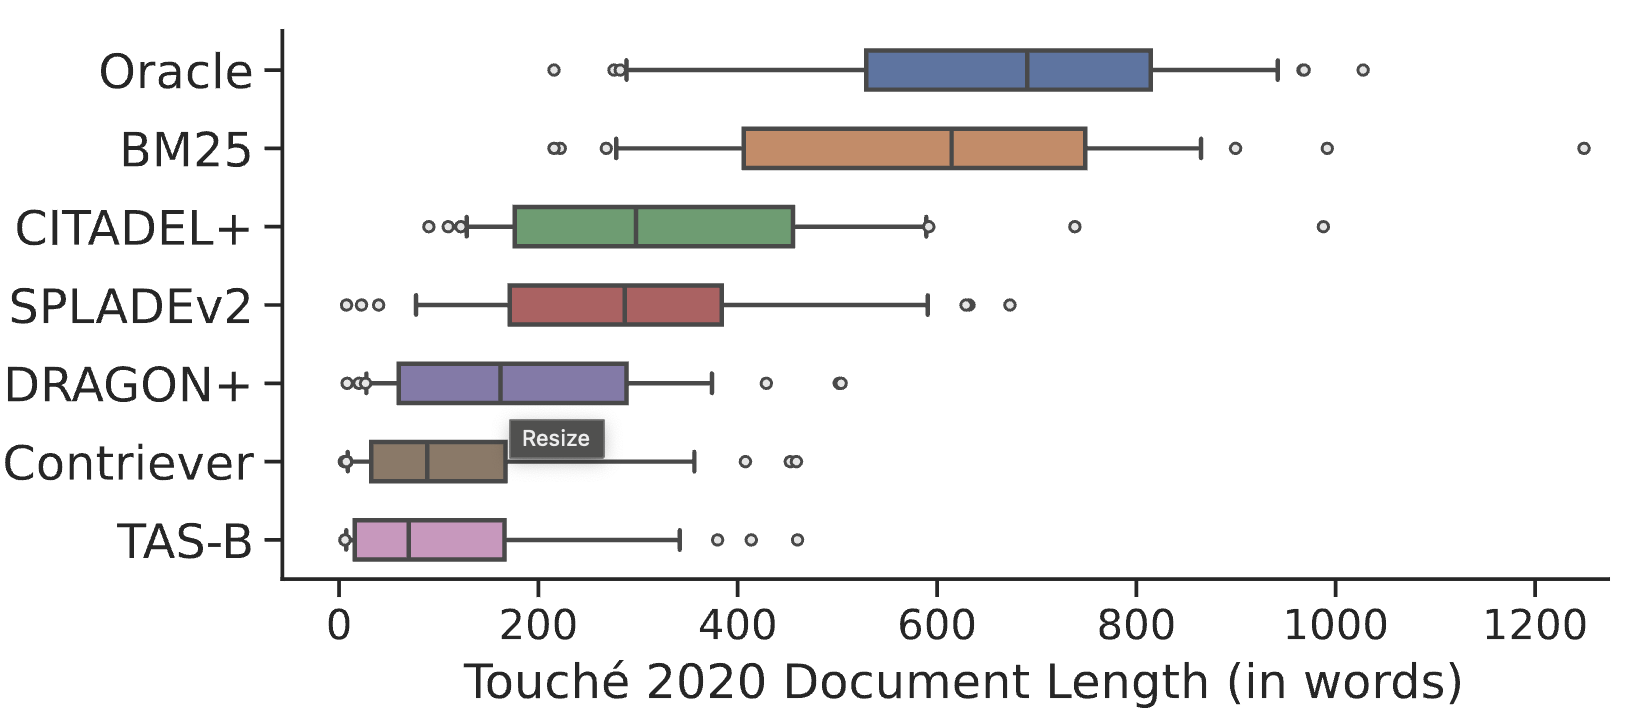 Oracle
BM25
CITADEL+
SPLADEv2
DRAGON+
Contriever
Resize
TAS-B
0 200 400 600 800 1000 1200
Touché 2020 Document Length (in words)